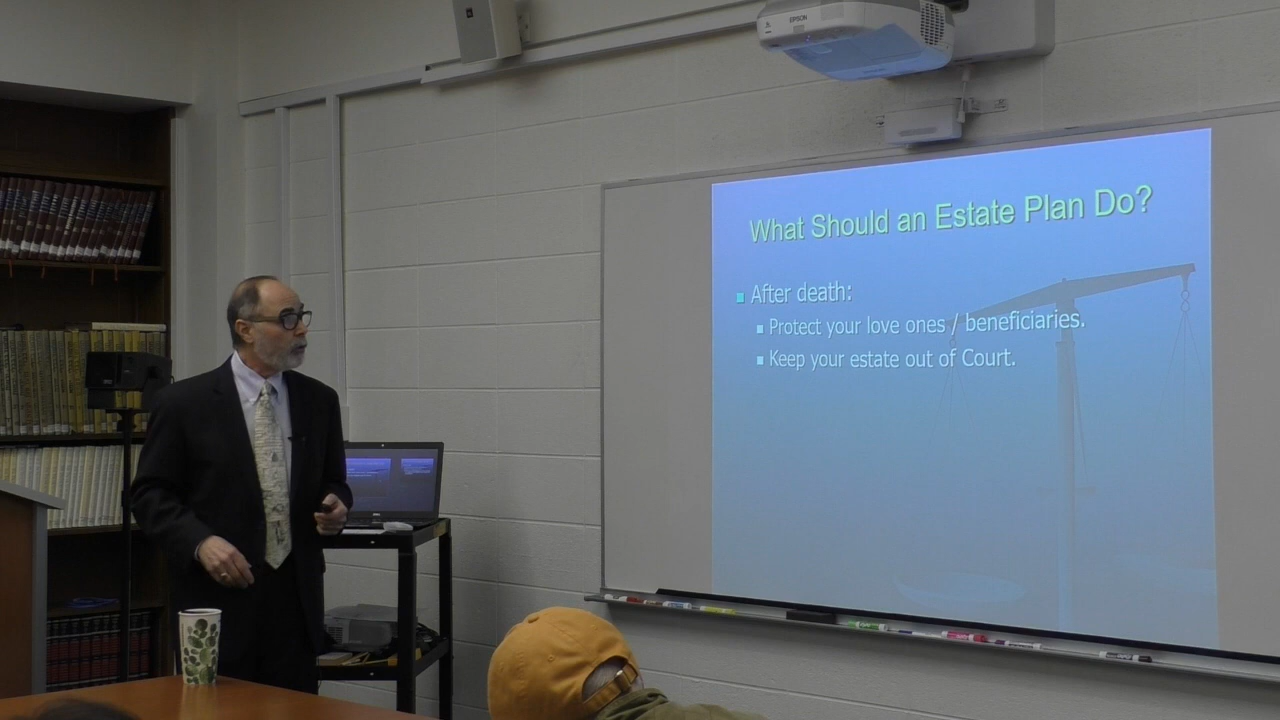 EPSON
What Should an Estate Plan Do?
After death:
Protect your love ones / beneficiaries.
Keep your estate out of Court.